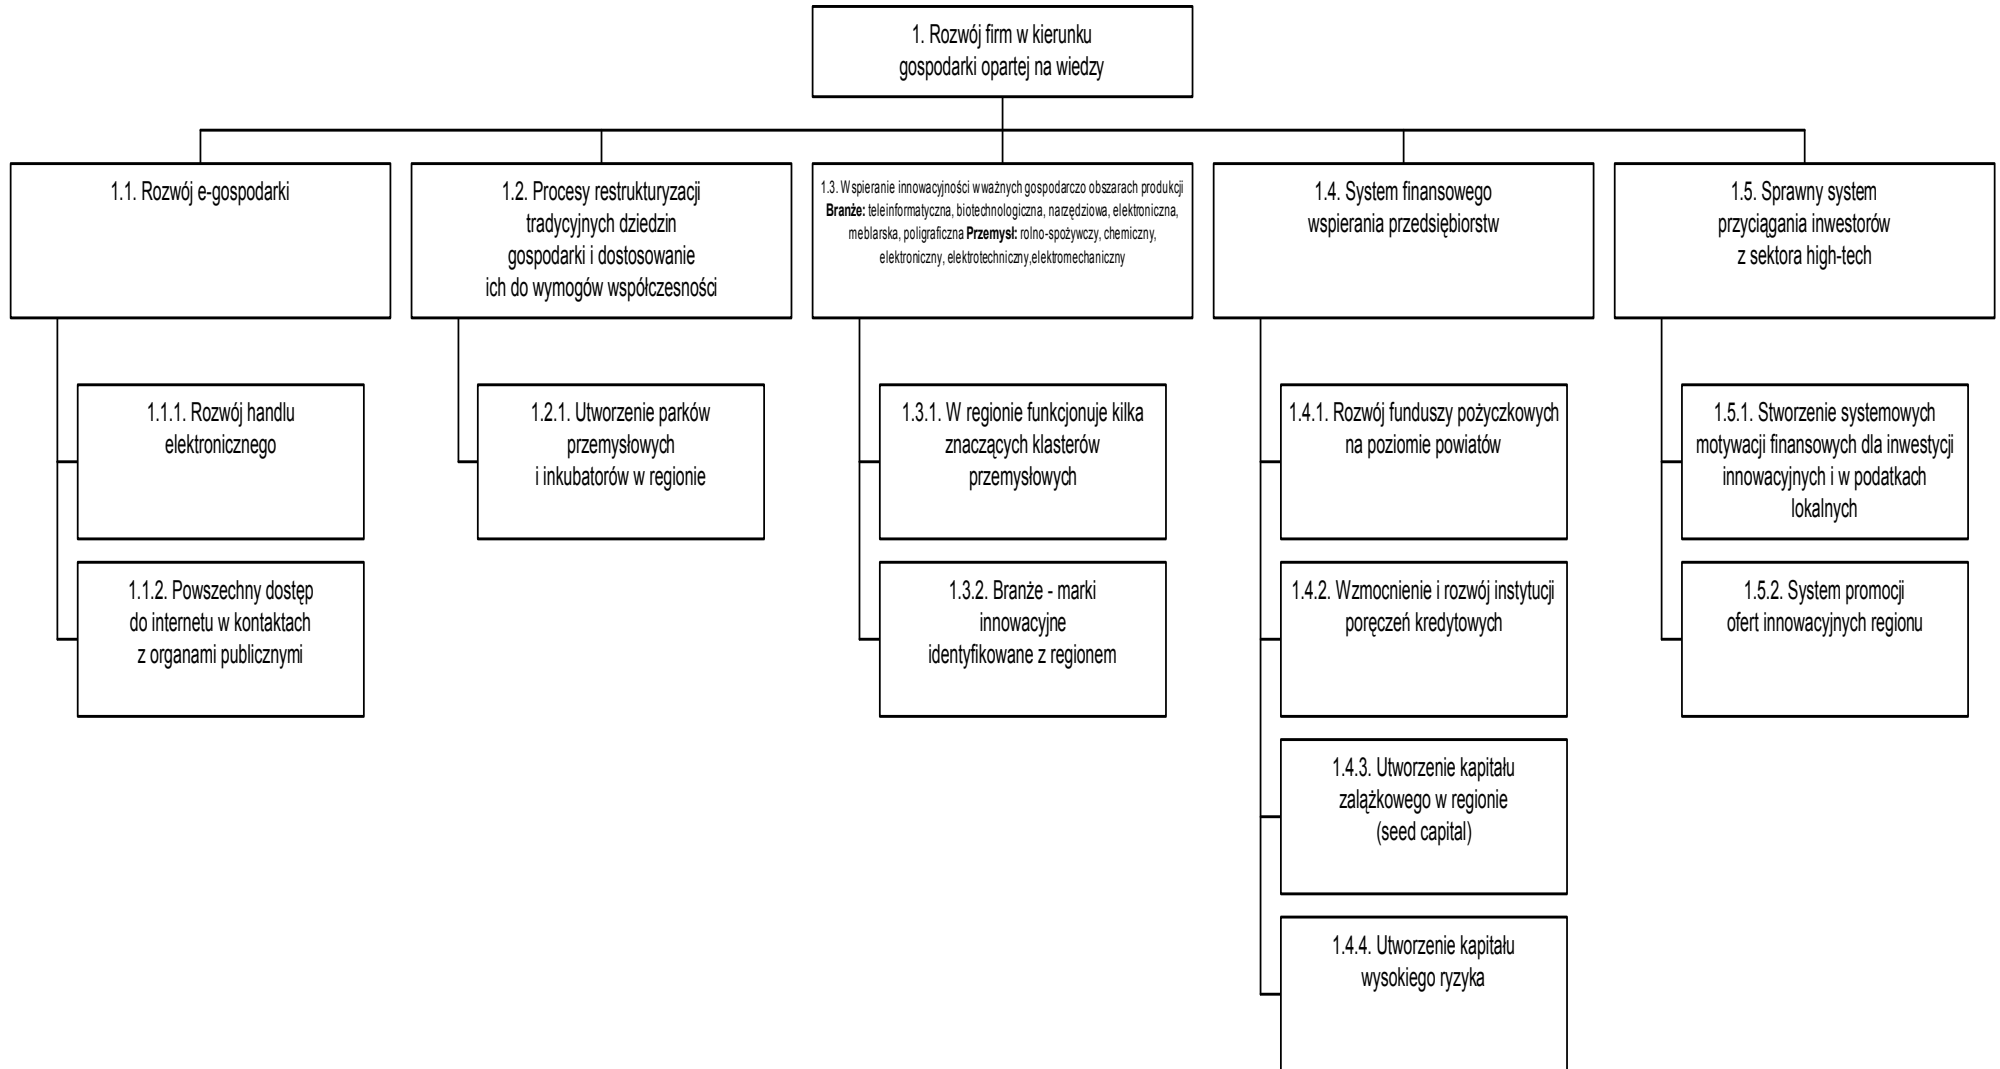 1. Rozwój firm w kierunku
gospodarki opartej na wiedzy
1.1. Rozwój e-gospodarki
1.2. Procesy restrukturyzacji
tradycyjnych dziedzin
gospodarki i dostosowanie
ich do wymogów współczesności
1.3. Wspieranie innowacyjności w ważnych gospodarczo obszarach produkcji
Branże: teleinformatyczna, biotechnologiczna, narzędziowa, elektroniczna,
meblarska, poligraficzna Przemysł: rolno-spożywczy, chemiczny,
elektroniczny, elektrotechniczny,elektromechaniczny
1.4. System finansowego
wspierania przedsiębiorstw
1.5. Sprawny system
przyciągania inwestorów
z sektora high-tech
1.1.1. Rozwój handlu
elektronicznego
1.1.2. Powszechny dostęp
do internetu w kontaktach
z organami publicznymi
1.2.1. Utworzenie parków
przemysłowych
i inkubatorów w regionie
1.3.1. W regionie funkcjonuje kilka
znaczących klasterów
przemysłowych
1.3.2. Branże - marki
innowacyjne
identyfikowane z regionem
1.4.1. Rozwój funduszy pożyczkowych
na poziomie powiatów
1.4.2. Wzmocnienie i rozwój instytucji
poręczeń kredytowych
1.4.3. Utworzenie kapitału
zalążkowego w regionie
(seed capital)
1.4.4. Utworzenie kapitału
wysokiego ryzyka
1.5.1. Stworzenie systemowych
motywacji finansowych dla inwestycji
innowacyjnych i w podatkach
lokalnych
1.5.2. System promocji
ofert innowacyjnych regionu